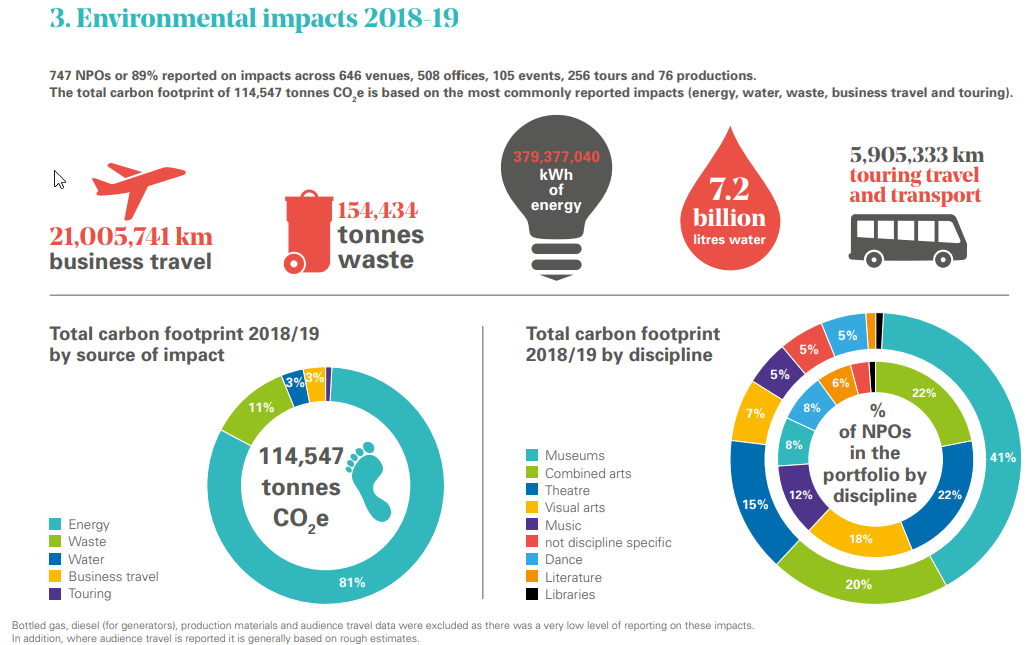 3. Environmental impacts 2018-19
747 NPOs or 89% reported on impacts across 646 venues, 508 offices, 105 events, 256 tours and 76 productions.
The total carbon footprint of 114,547 tonnes CO2e is based on the most commonly reported impacts (energy, water, waste, business travel and touring).
21,005,741 km
business travel
154,434
tonnes
waste
379,377,040
kWh
of
energy
7.2
billion
litres water
5,905,333 km
touring travel
and transport
Total carbon footprint 2018/19
by source of impact
3%
3%
11%
81%
114,547
tonnes
CO2e
Energy
Waste
Water
Business travel
Touring
Total carbon footprint
2018/19 by discipline
Museums
Combined arts
Theatre
Visual arts
Music
not discipline specific
Dance
Literature
Libraries
5%
5%
5%
7%
15%
20%
41%
6%
8%
8%
12%
18%
22%
22%
%
of NPOs
in the
portfolio by
discipline
Bottled gas, diesel (for generators), production materials and audience travel data were excluded as there was a very low level of reporting on these impacts.
In addition, where audience travel is reported it is generally based on rough estimates.